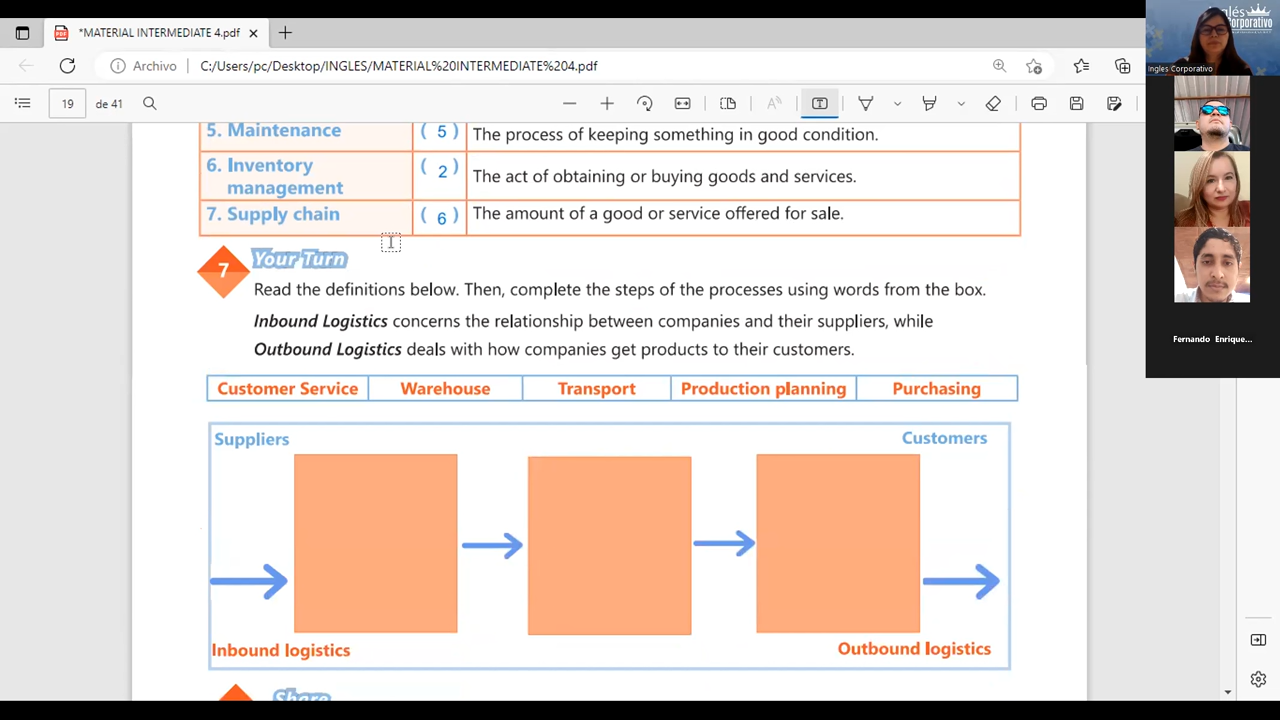 *MATERIAL INTERMEDIATE 4.pdf
Archivo C:/Users/pc/Desktop/INGLES/MATERIAL%20INTERMEDIATE%204.pdf
19 de 41
5. Maintenance ( 5 ) The process of keeping something in good condition.
6. Inventory management ( 2 ) The act of obtaining or buying goods and services.
7. Supply chain ( 6 ) The amount of a good or service offered for sale.
7 Your Turn
Read the definitions below. Then, complete the steps of the processes using words from the box.
Inbound Logistics concerns the relationship between companies and their suppliers, while
Outbound Logistics deals with how companies get products to their customers.
Customer Service Warehouse Transport Production planning Purchasing
Suppliers Customers
Inbound logistics Outbound logistics
Share
Inglés
Corporativo
Ingles Corporativo
Fernando Enrique...